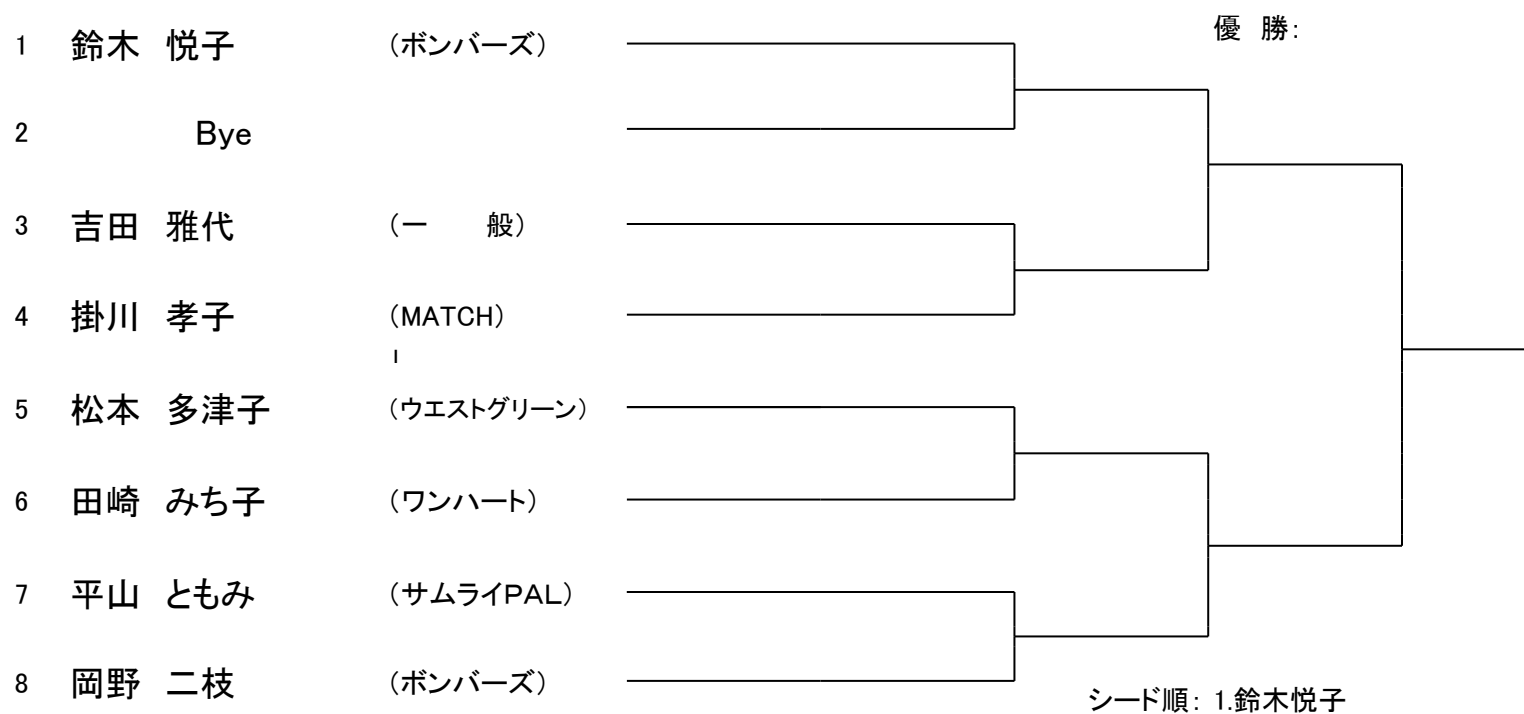 優 勝：
1 鈴木 悦子 （ボンバーズ）
2 Bye
3 吉田 雅代 （一 般）
4 掛川 孝子 （MATCH）
5 松本 多津子 （ウエストグリーン）
6 田崎 みち子 （ワンハート）
7 平山 ともみ （サムライPAL）
8 岡野 二枝 （ボンバーズ）
シード順： 1.鈴木悦子